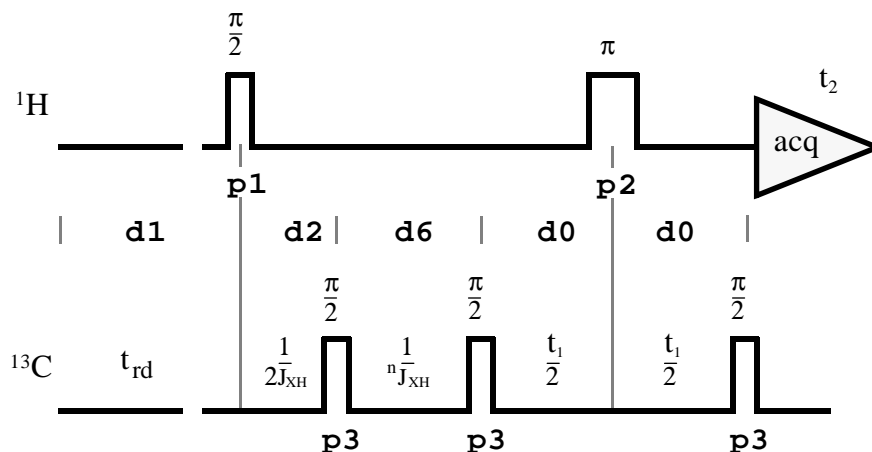 π/2 π
¹H t₂
acq
p1 p2
d1 d2 d6 d0 d0
π/2 π/2 π/2
¹³C t_rd 1/2J_XH 1/ⁿJ_XH t₁/2 t₁/2
p3 p3 p3